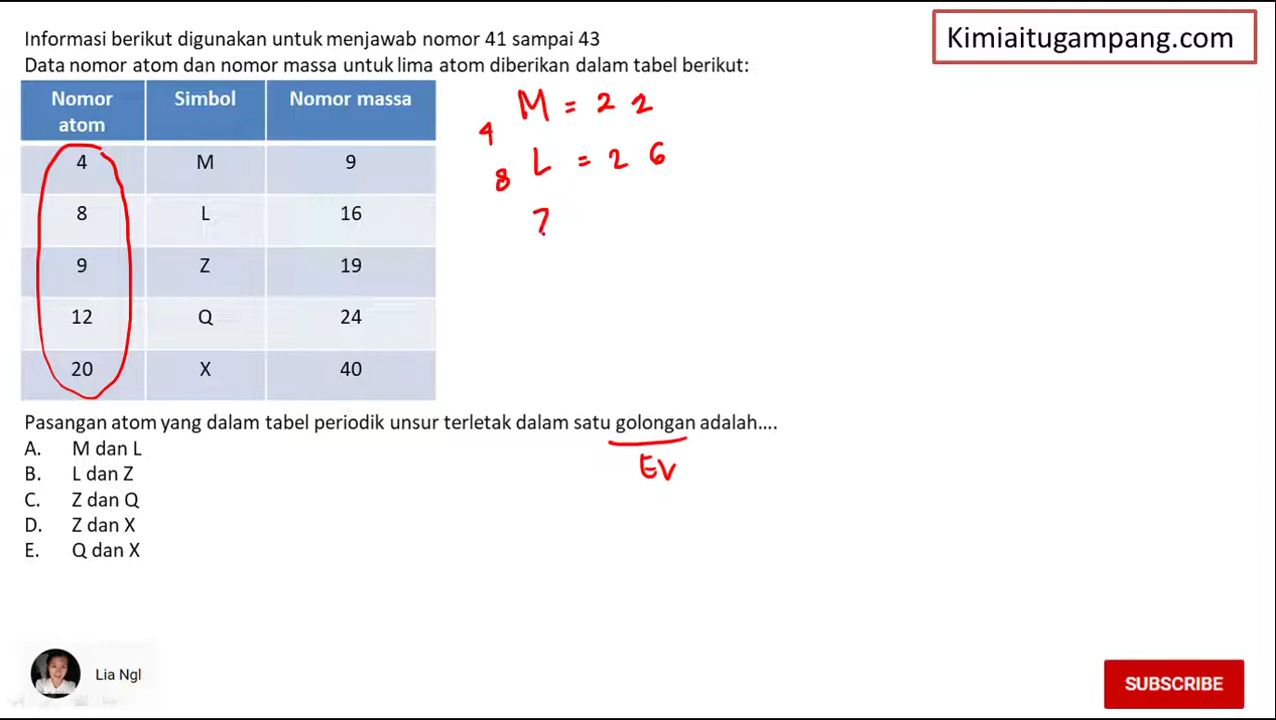 Kimiaitugampang.com
Informasi berikut digunakan untuk menjawab nomor 41 sampai 43
Data nomor atom dan nomor massa untuk lima atom diberikan dalam tabel berikut:
Nomor atom Simbol Nomor massa
4 M 9
8 L 16
9 Z 19
12 Q 24
20 X 40
4 M = 2 2
8 L = 2 6
Pasangan atom yang dalam tabel periodik unsur terletak dalam satu golongan adalah....
EV
A. M dan L
B. L dan Z
C. Z dan Q
D. Z dan X
E. Q dan X
Lia Ngl
SUBSCRIBE